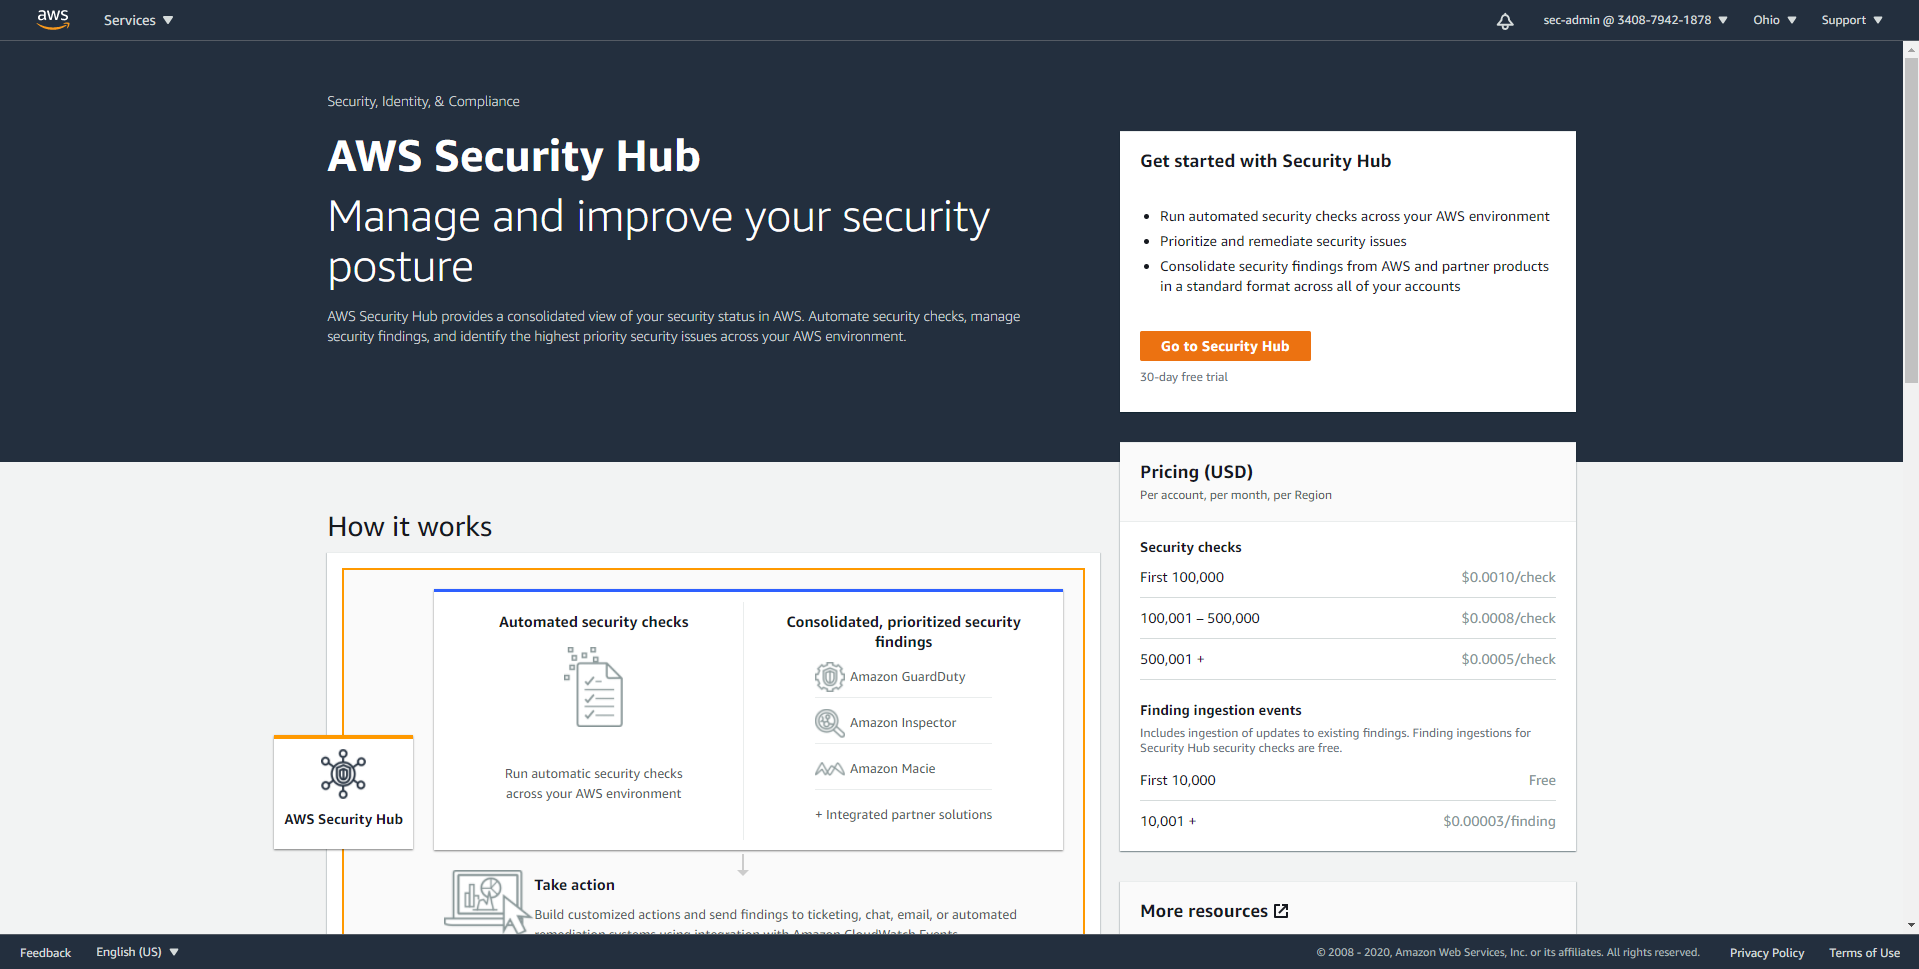 aws
Services
sec-admin @ 3408-7942-1878
Ohio
Support
Security, Identity, & Compliance
AWS Security Hub
Manage and improve your security
posture
AWS Security Hub provides a consolidated view of your security status in AWS. Automate security checks, manage
security findings, and identify the highest priority security issues across your AWS environment.
Get started with Security Hub
• Run automated security checks across your AWS environment
• Prioritize and remediate security issues
• Consolidate security findings from AWS and partner products
in a standard format across all of your accounts
Go to Security Hub
30-day free trial
How it works
AWS Security Hub
Automated security checks
Run automatic security checks
across your AWS environment
Consolidated, prioritized security
findings
Amazon GuardDuty
Amazon Inspector
Amazon Macie
+ Integrated partner solutions
Take action
Build customized actions and send findings to ticketing, chat, email, or automated
remediation systems using integration with Amazon CloudWatch Events
Pricing (USD)
Per account, per month, per Region
Security checks
First 100,000 $0.0010/check
100,001 – 500,000 $0.0008/check
500,001 + $0.0005/check
Finding ingestion events
Includes ingestion of updates to existing findings. Finding ingestions for
Security Hub security checks are free.
First 10,000 Free
10,001 + $0.00003/finding
More resources
Feedback
English (US)
© 2008 - 2020, Amazon Web Services, Inc. or its affiliates. All rights reserved.
Privacy Policy
Terms of Use